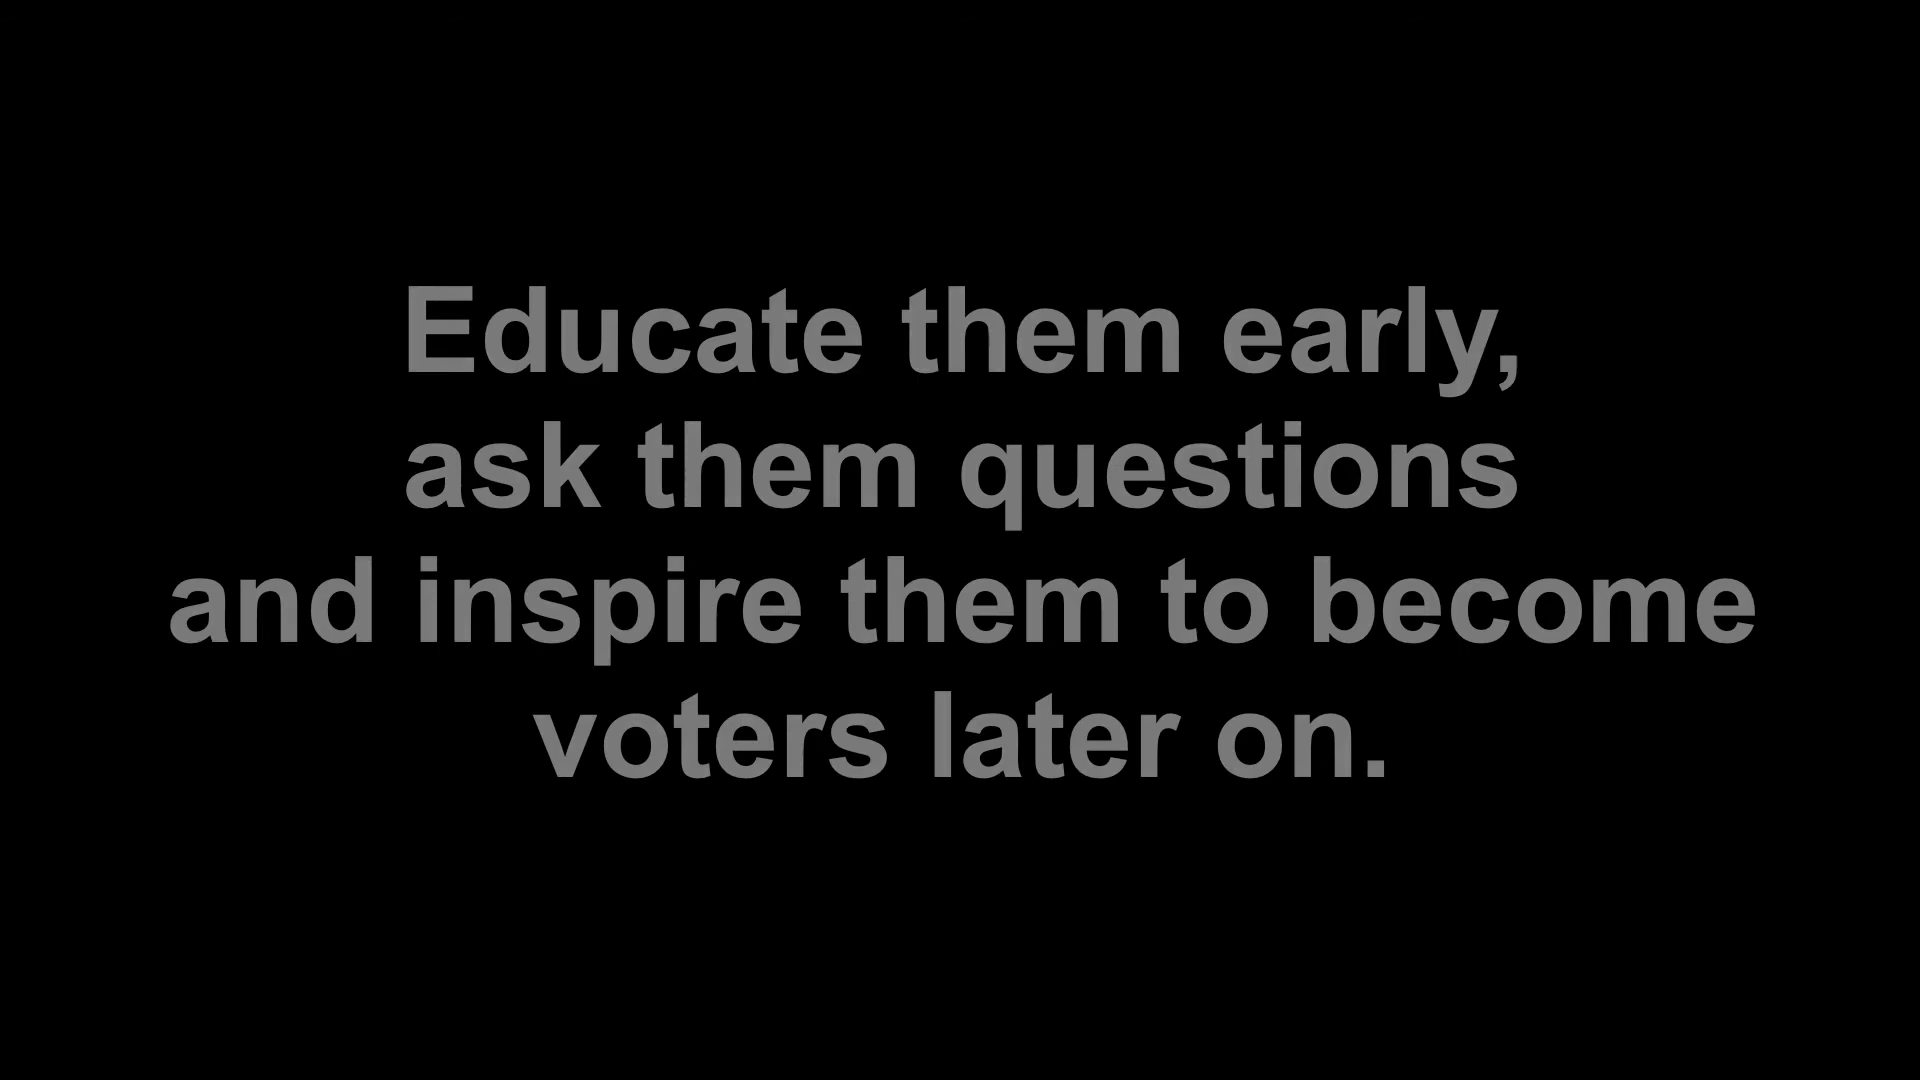 Educate them early,
ask them questions
and inspire them to become
voters later on.